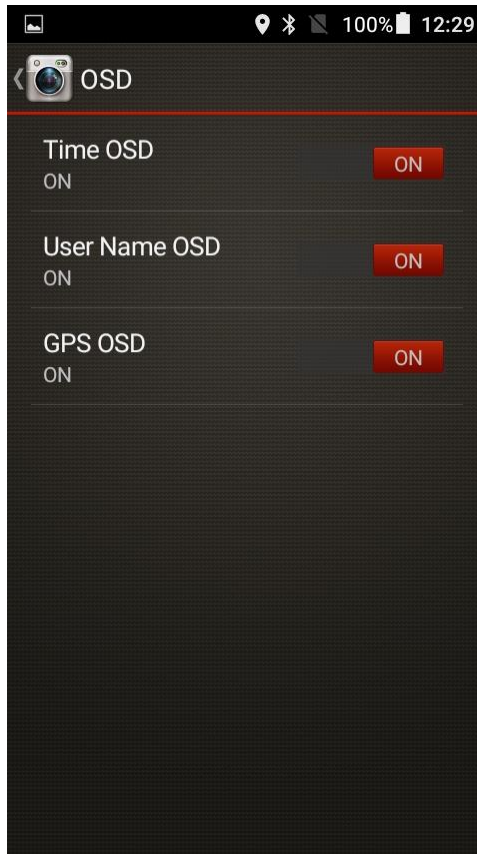 100% 12:29
OSD
Time OSD
ON
ON
User Name OSD
ON
ON
GPS OSD
ON
ON